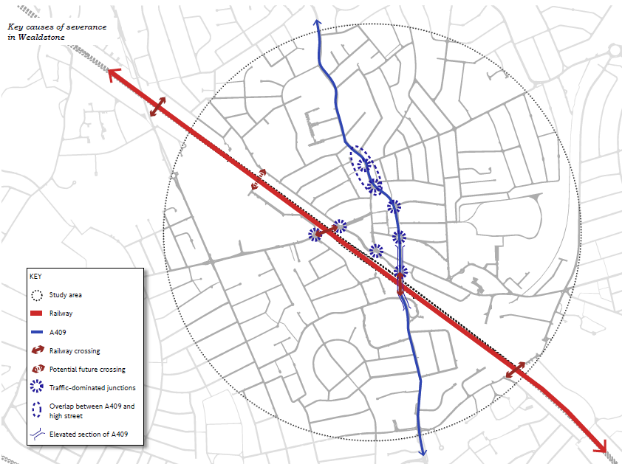 Key causes of severance
in Wealdstone
KEY
Study area
Railway
A409
Railway crossing
Potential future crossing
Traffic-dominated junctions
Overlap between A409 and
high street
Elevated section of A409